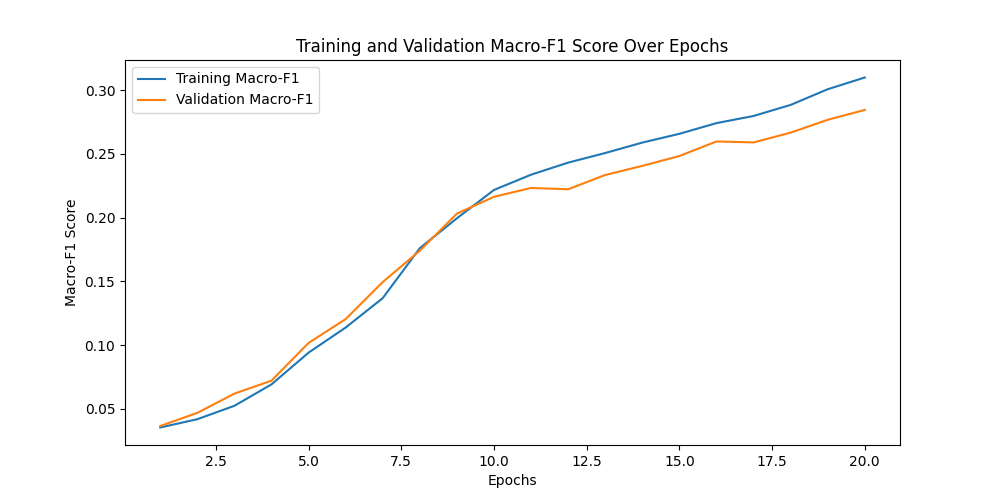 Training and Validation Macro-F1 Score Over Epochs
Training Macro-F1
Validation Macro-F1
Macro-F1 Score
0.30
0.25
0.20
0.15
0.10
0.05
2.5 5.0 7.5 10.0 12.5 15.0 17.5 20.0
Epochs